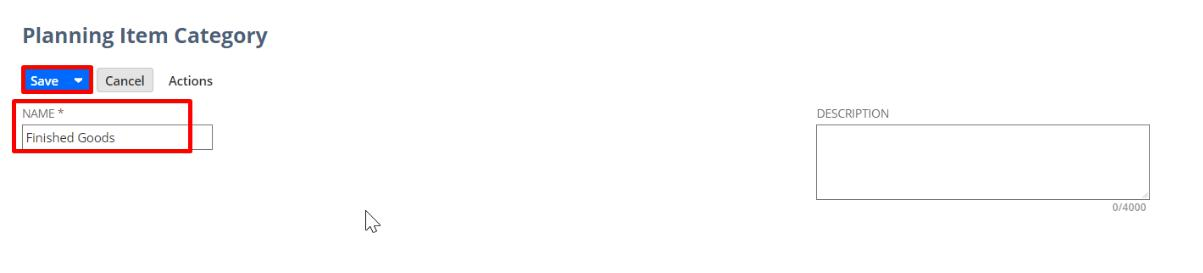 Planning Item Category
Save Cancel Actions
NAME * DESCRIPTION
Finished Goods
0/4000